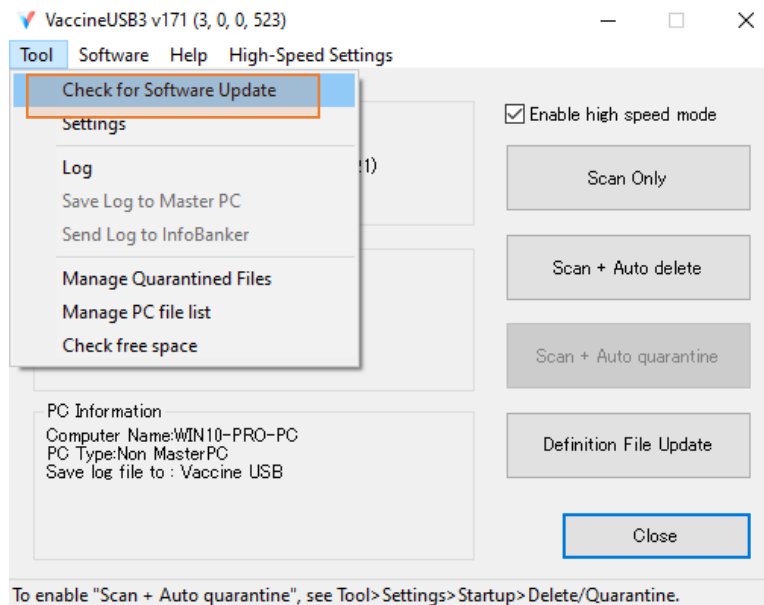 VaccineUSB3 v171 (3, 0, 0, 523)
Tool Software Help High-Speed Settings
Check for Software Update
Settings
Log
Save Log to Master PC
Send Log to InfoBanker
Manage Quarantined Files
Manage PC file list
Check free space
1)
Enable high speed mode
Scan Only
Scan + Auto delete
Scan + Auto quarantine
Definition File Update
Close
PC Information
Computer Name:WIN10-PRO-PC
PC Type:Non MasterPC
Save log file to : Vaccine USB
To enable "Scan + Auto quarantine", see Tool>Settings>Startup>Delete/Quarantine.